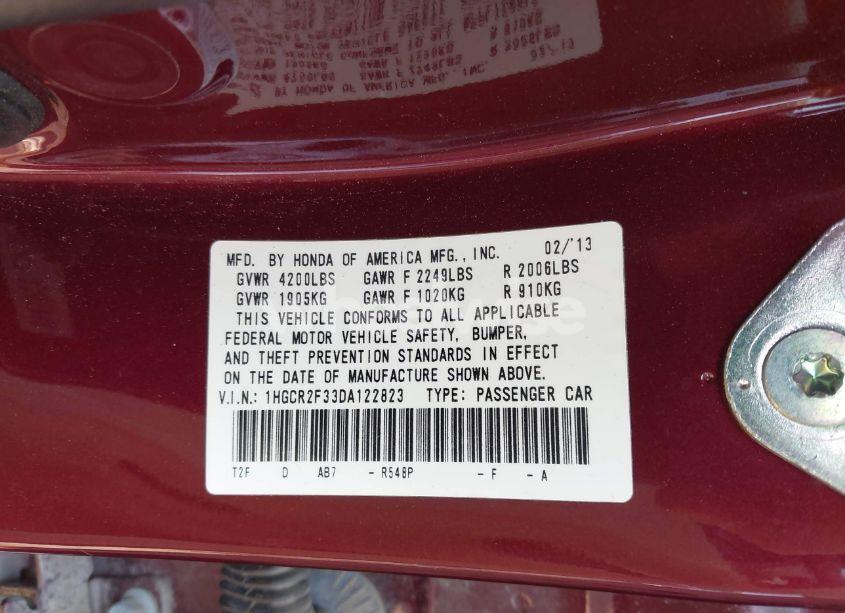 MFD. BY HONDA OF AMERICA MFG., INC. 02/'13
GVWR 4200LBS GAWR F 2249LBS R 2006LBS
GVWR 1905KG GAWR F 1020KG R 910KG
THIS VEHICLE CONFORMS TO ALL APPLICABLE
FEDERAL MOTOR VEHICLE SAFETY, BUMPER,
AND THEFT PREVENTION STANDARDS IN EFFECT
ON THE DATE OF MANUFACTURE SHOWN ABOVE.
V.I.N.: 1HGCR2F33DA122823 TYPE: PASSENGER CAR
T2F D AB7 - R548P - F - A